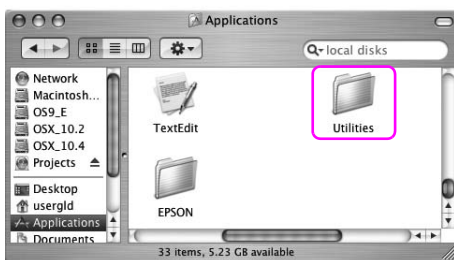 Applications
local disks
Network
Macintosh...
OS9_E
OSX_10.2
OSX_10.4
Projects
Desktop
usergld
Applications
Documents
TextEdit
Utilities
EPSON
33 items, 5.23 GB available